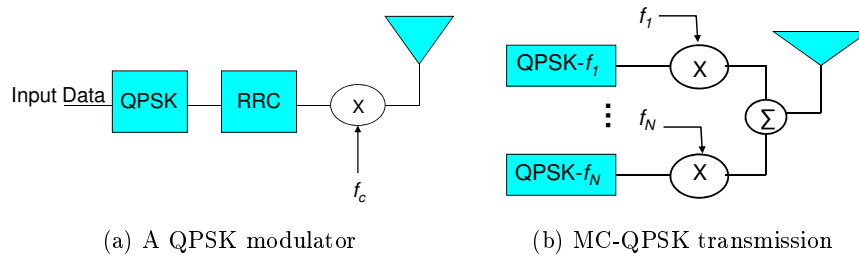 Input Data
QPSK
RRC
X
f_c
(a) A QPSK modulator
f_1
QPSK-f_1
X
Σ
f_N
QPSK-f_N
X
(b) MC-QPSK transmission